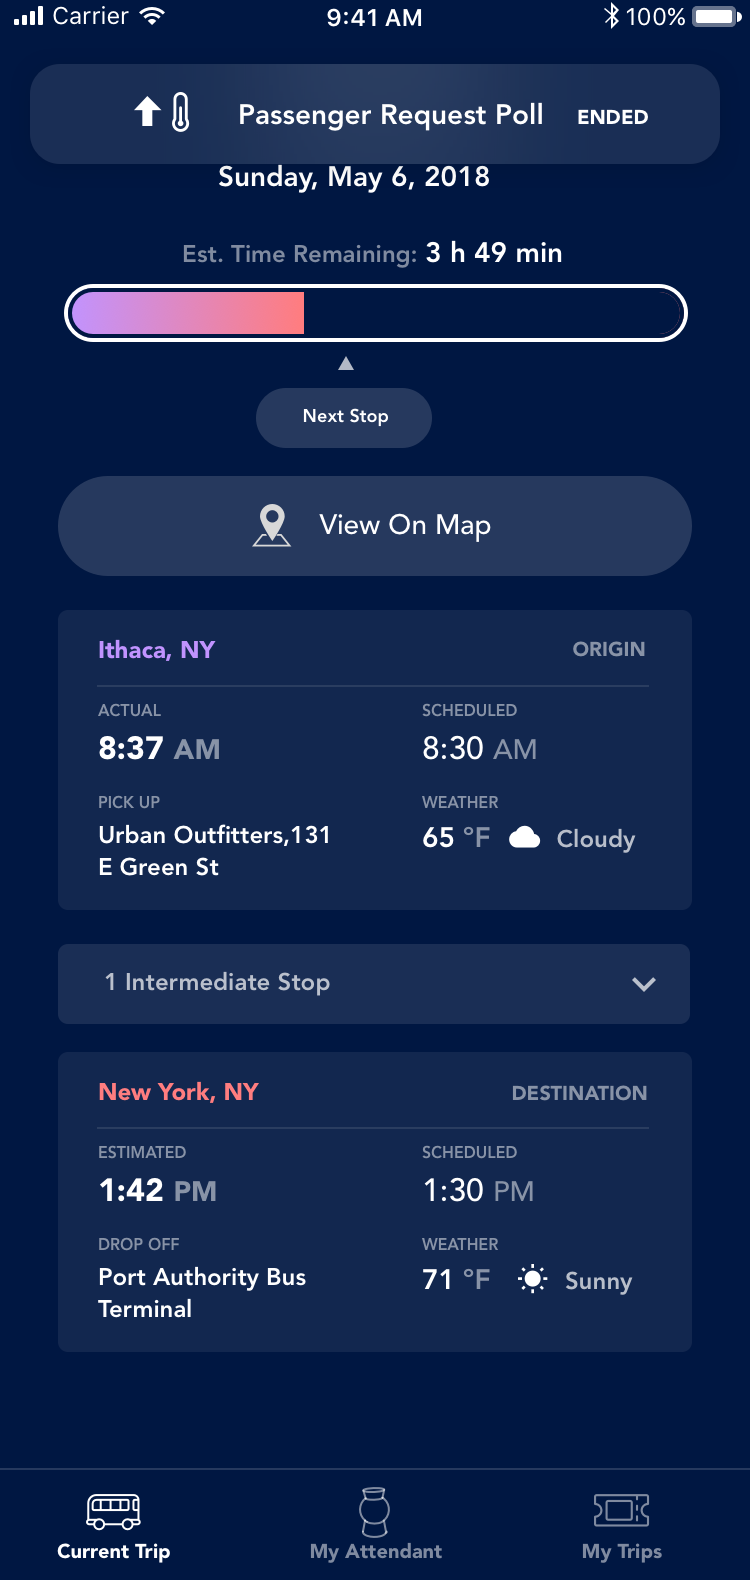 Carrier 9:41 AM 100%
Passenger Request Poll ENDED
Sunday, May 6, 2018
Est. Time Remaining: 3 h 49 min
Next Stop
View On Map
Ithaca, NY ORIGIN
ACTUAL SCHEDULED
8:37 AM 8:30 AM
PICK UP WEATHER
Urban Outfitters,131 65 °F Cloudy
E Green St
1 Intermediate Stop
New York, NY DESTINATION
ESTIMATED SCHEDULED
1:42 PM 1:30 PM
DROP OFF WEATHER
Port Authority Bus 71 °F Sunny
Terminal
Current Trip My Attendant My Trips